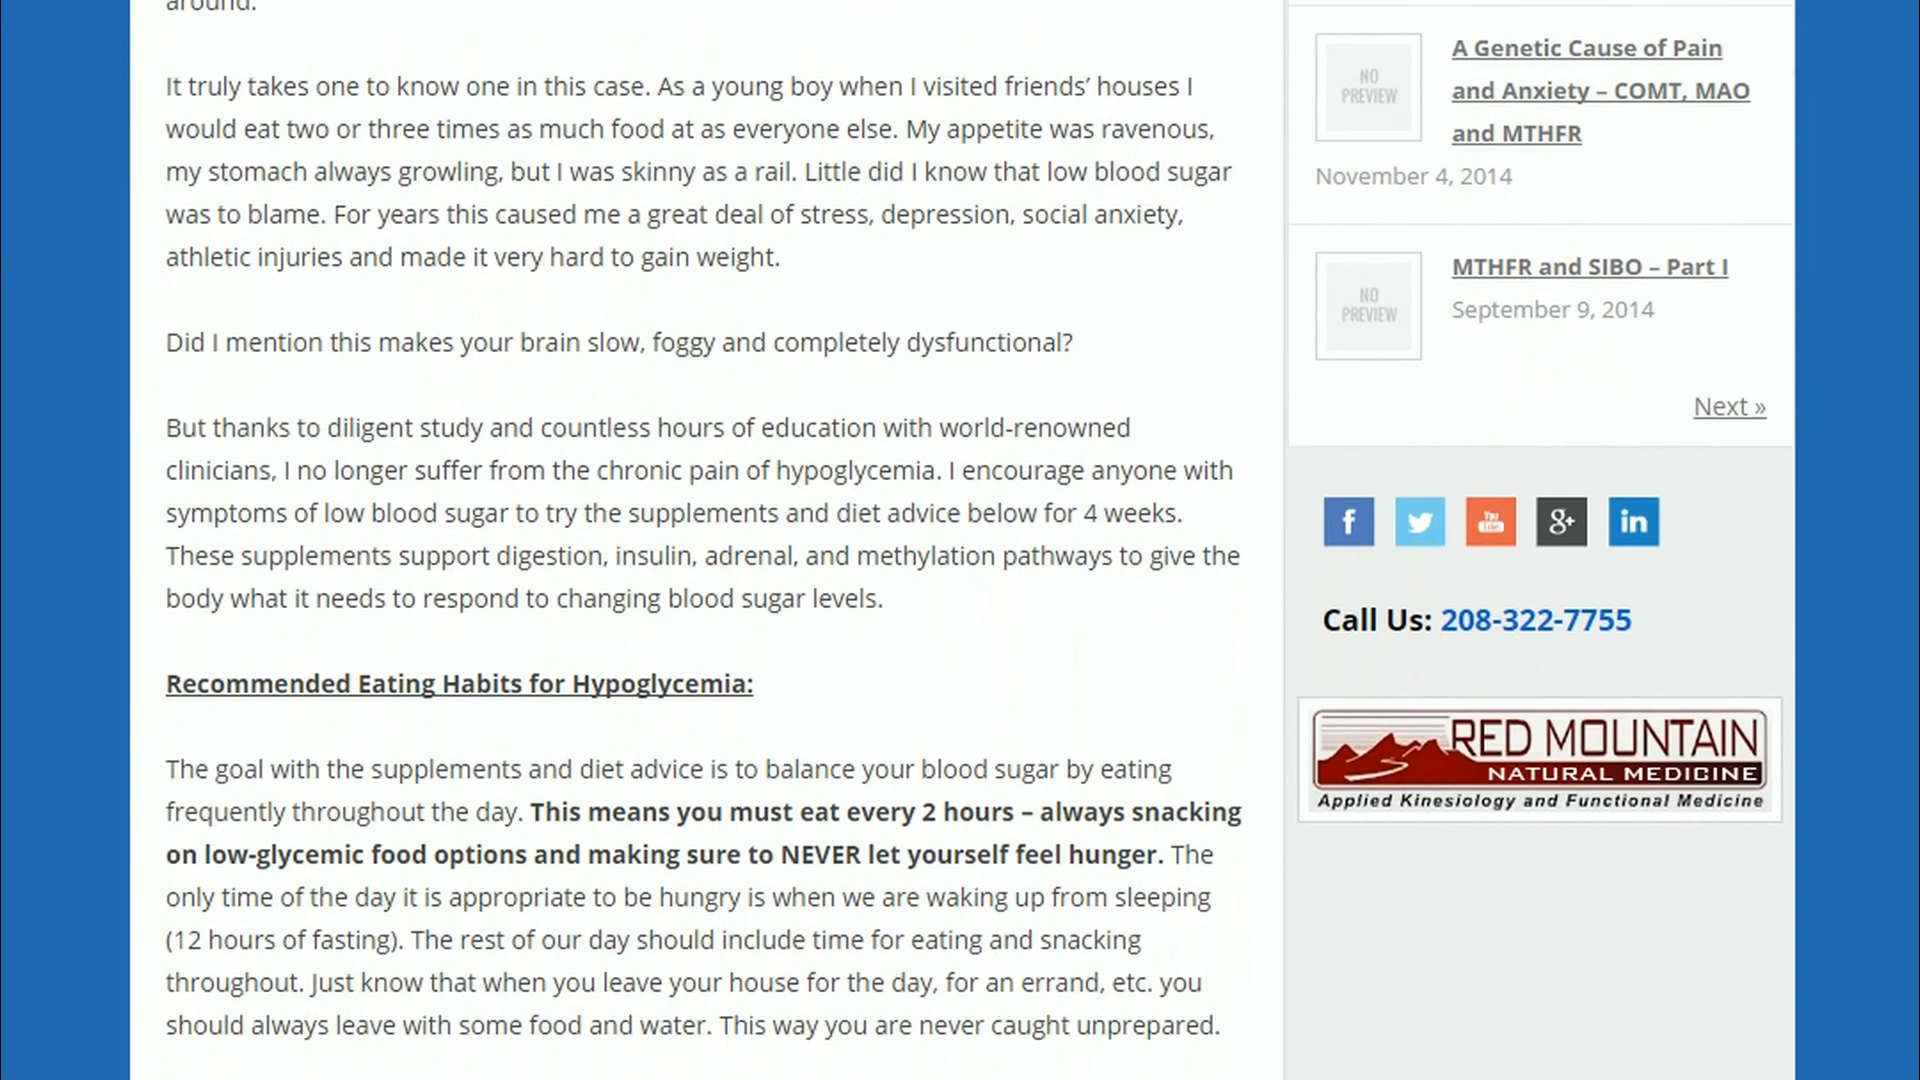 around.
It truly takes one to know one in this case. As a young boy when I visited friends’ houses I
would eat two or three times as much food at as everyone else. My appetite was ravenous,
my stomach always growling, but I was skinny as a rail. Little did I know that low blood sugar
was to blame. For years this caused me a great deal of stress, depression, social anxiety,
athletic injuries and made it very hard to gain weight.
Did I mention this makes your brain slow, foggy and completely dysfunctional?
But thanks to diligent study and countless hours of education with world-renowned
clinicians, I no longer suffer from the chronic pain of hypoglycemia. I encourage anyone with
symptoms of low blood sugar to try the supplements and diet advice below for 4 weeks.
These supplements support digestion, insulin, adrenal, and methylation pathways to give the
body what it needs to respond to changing blood sugar levels.
Recommended Eating Habits for Hypoglycemia:
The goal with the supplements and diet advice is to balance your blood sugar by eating
frequently throughout the day. This means you must eat every 2 hours – always snacking
on low-glycemic food options and making sure to NEVER let yourself feel hunger. The
only time of the day it is appropriate to be hungry is when we are waking up from sleeping
(12 hours of fasting). The rest of our day should include time for eating and snacking
throughout. Just know that when you leave your house for the day, for an errand, etc. you
should always leave with some food and water. This way you are never caught unprepared.
NO
PREVIEW
A Genetic Cause of Pain
and Anxiety – COMT, MAO
and MTHFR
November 4, 2014
NO
PREVIEW
MTHFR and SIBO – Part I
September 9, 2014
Next »
f
You
Tube
g+
in
Call Us: 208-322-7755
RED MOUNTAIN
NATURAL MEDICINE
Applied Kinesiology and Functional Medicine